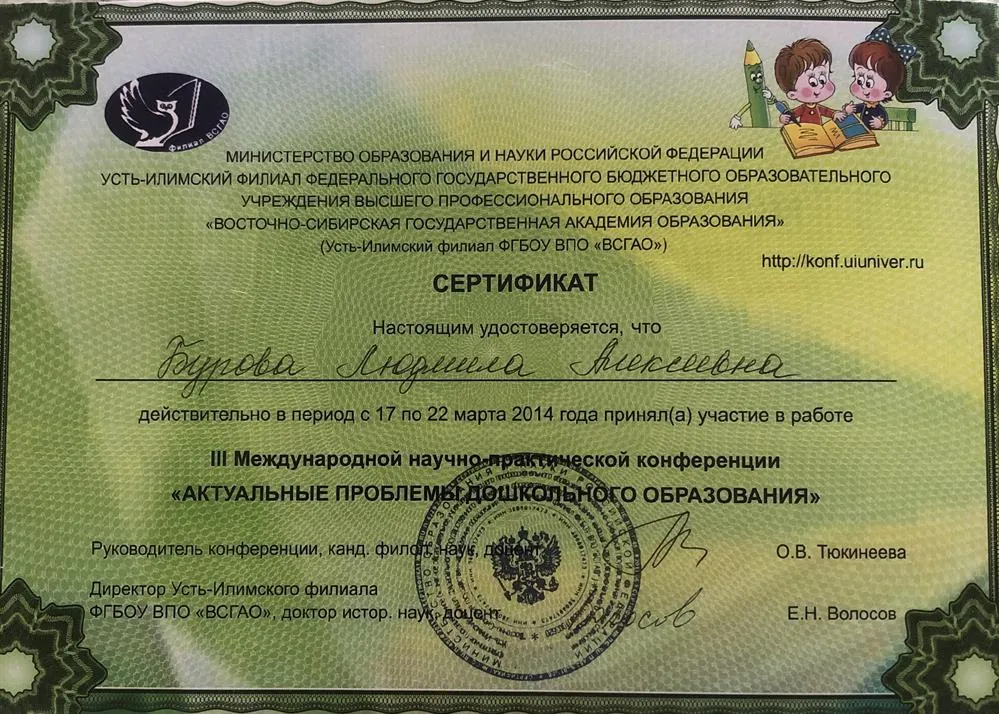 филиал ВСГАО
МИНИСТЕРСТВО ОБРАЗОВАНИЯ И НАУКИ РОССИЙСКОЙ ФЕДЕРАЦИИ
УСТЬ-ИЛИМСКИЙ ФИЛИАЛ ФЕДЕРАЛЬНОГО ГОСУДАРСТВЕННОГО БЮДЖЕТНОГО ОБРАЗОВАТЕЛЬНОГО
УЧРЕЖДЕНИЯ ВЫСШЕГО ПРОФЕССИОНАЛЬНОГО ОБРАЗОВАНИЯ
«ВОСТОЧНО-СИБИРСКАЯ ГОСУДАРСТВЕННАЯ АКАДЕМИЯ ОБРАЗОВАНИЯ»
(Усть-Илимский филиал ФГБОУ ВПО «ВСГАО»)
http://konf.uiuniver.ru
СЕРТИФИКАТ
Настоящим удостоверяется, что
Бурова Людмила Алексеевна
действительно в период с 17 по 22 марта 2014 года принял(а) участие в работе
III Международной научно-практической конференции
«АКТУАЛЬНЫЕ ПРОБЛЕМЫ ДОШКОЛЬНОГО ОБРАЗОВАНИЯ»
Руководитель конференции, канд. филол. наук, доцент О.В. Тюкинеева
Директор Усть-Илимского филиала
ФГБОУ ВПО «ВСГАО», доктор истор. наук, доцент Е.Н. Волосов